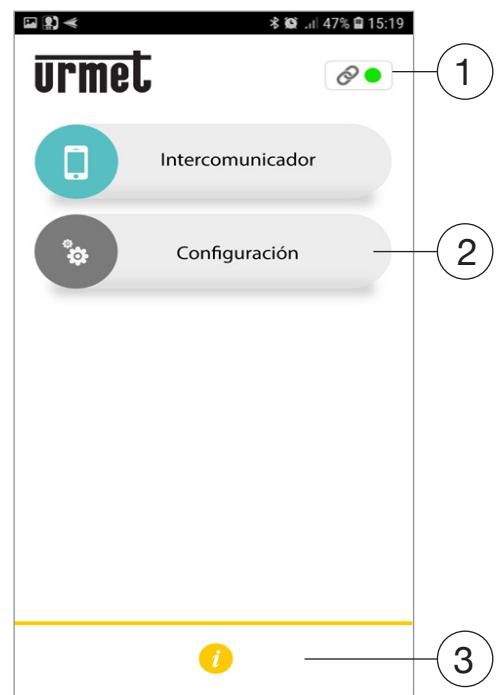 47% 15:19
urmet
1
Intercomunicador
Configuración
2
i
3